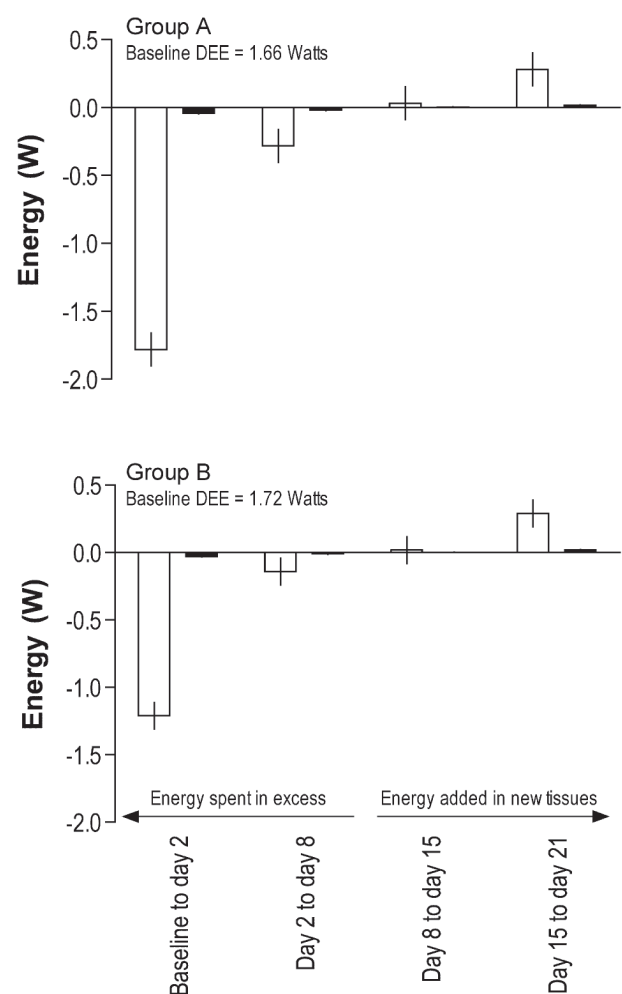 Group A
Baseline DEE = 1.66 Watts
0.5
0.0
-0.5
-1.0
-1.5
-2.0
Energy (W)
Group B
Baseline DEE = 1.72 Watts
0.5
0.0
-0.5
-1.0
-1.5
-2.0
Energy (W)
Energy spent in excess
Energy added in new tissues
Baseline to day 2
Day 2 to day 8
Day 8 to day 15
Day 15 to day 21